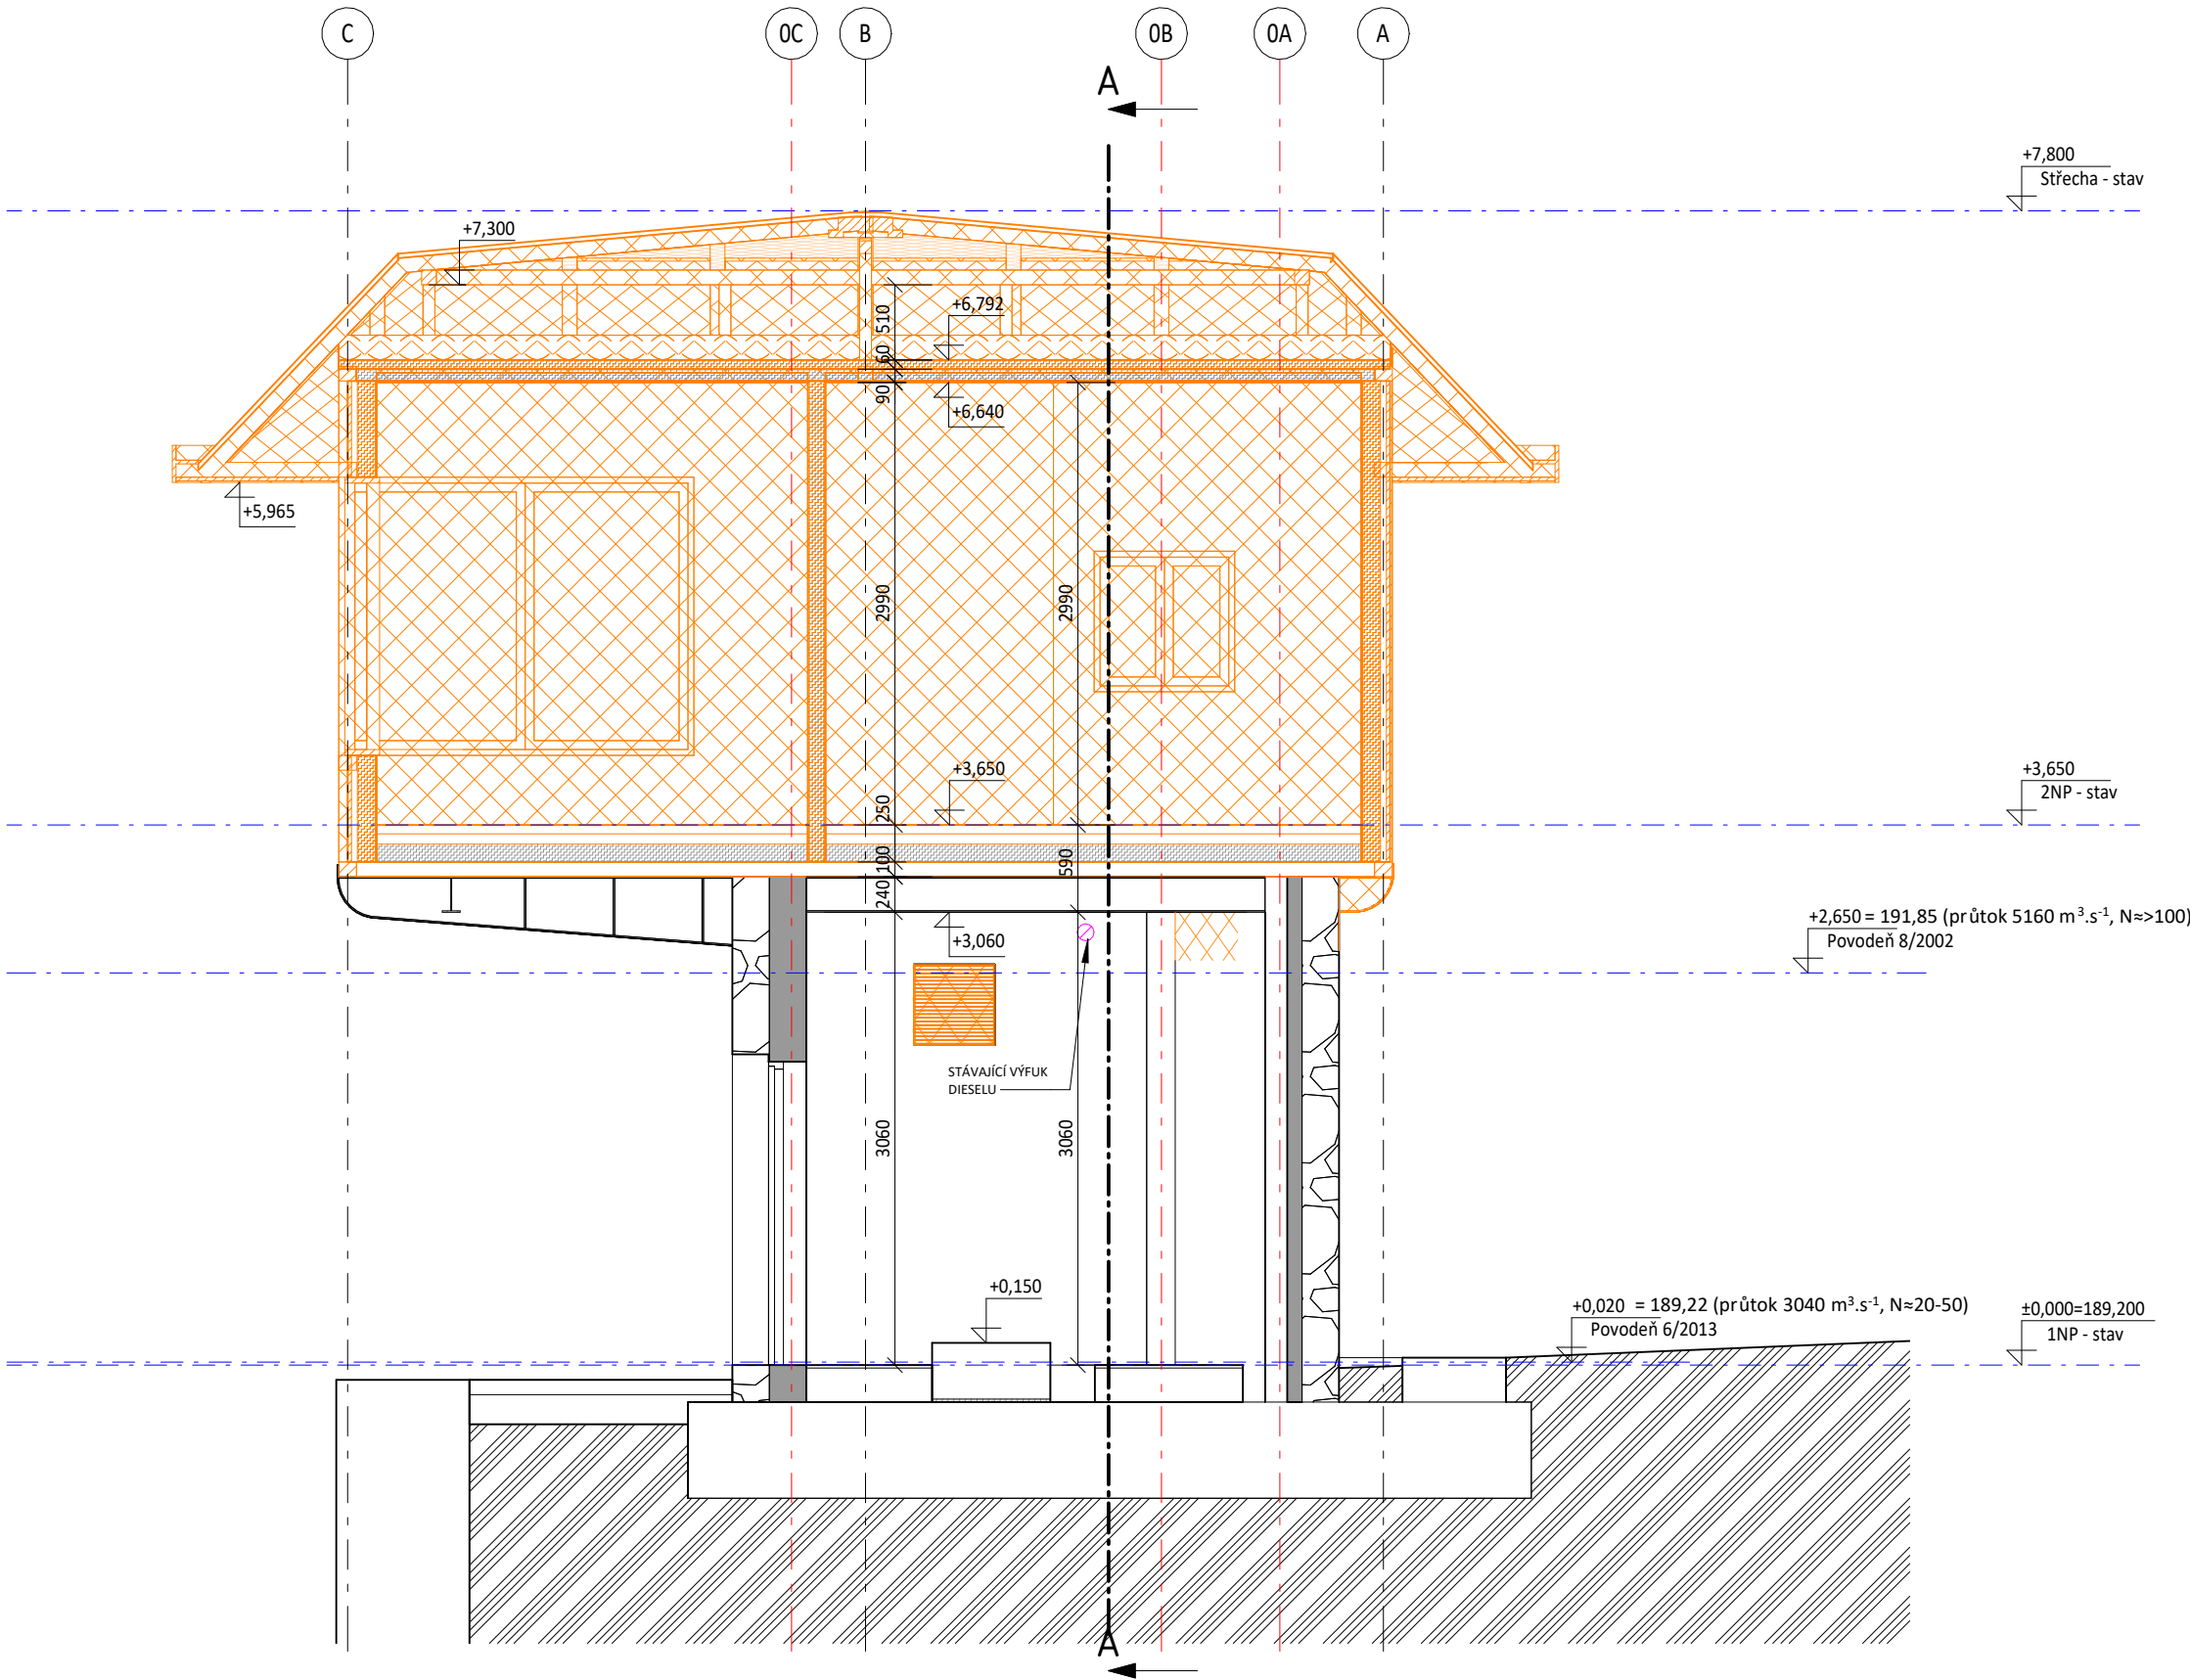 C
0C
B
0B
0A
A
A
+7,800
Střecha - stav
+7,300
510
+6,792
60
90
+6,640
+5,965
2990
2990
+3,650
+3,650
2NP - stav
250
100
590
240
+2,650 = 191,85 (průtok 5160 m³.s⁻¹, N≈>100)
Povodeň 8/2002
+3,060
STÁVAJÍCÍ VÝFUK
DIESELU
3060
3060
+0,150
+0,020 = 189,22 (průtok 3040 m³.s⁻¹, N≈20-50)
Povodeň 6/2013
±0,000=189,200
1NP - stav
A